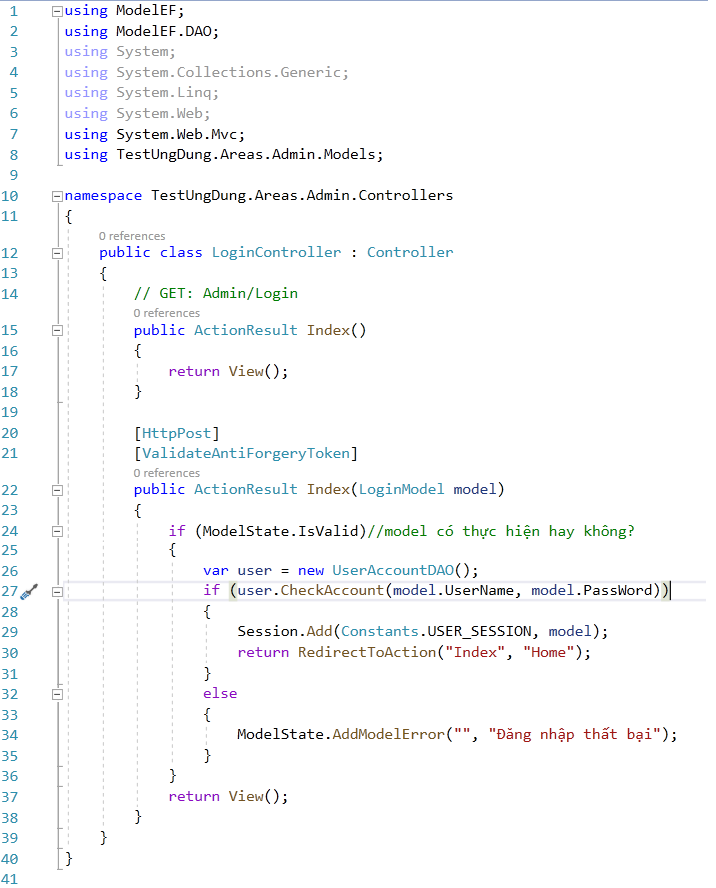 1 using ModelEF;
2 using ModelEF.DAO;
3 using System;
4 using System.Collections.Generic;
5 using System.Linq;
6 using System.Web;
7 using System.Web.Mvc;
8 using TestUngDung.Areas.Admin.Models;
9
10 namespace TestUngDung.Areas.Admin.Controllers
11 {
0 references
12 public class LoginController : Controller
13 {
14 // GET: Admin/Login
0 references
15 public ActionResult Index()
16 {
17 return View();
18 }
19
20 [HttpPost]
21 [ValidateAntiForgeryToken]
0 references
22 public ActionResult Index(LoginModel model)
23 {
24 if (ModelState.IsValid)//model có thực hiện hay không?
25 {
26 var user = new UserAccountDAO();
27 if (user.CheckAccount(model.UserName, model.PassWord))
28 {
29 Session.Add(Constants.USER_SESSION, model);
30 return RedirectToAction("Index", "Home");
31 }
32 else
33 {
34 ModelState.AddModelError("", "Đăng nhập thất bại");
35 }
36 }
37 return View();
38 }
39 }
40 }
41